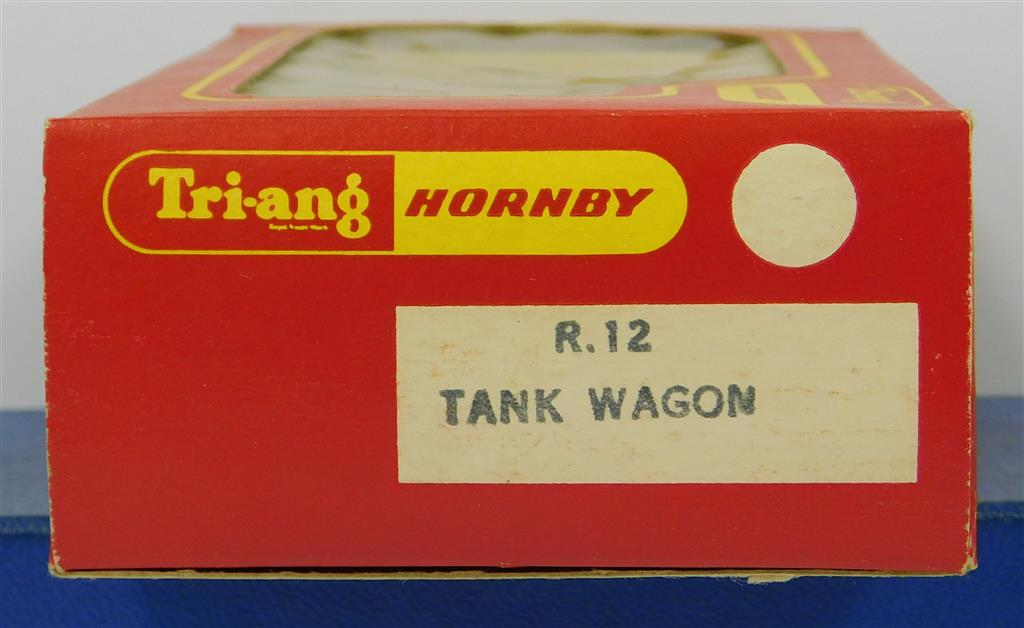 Tri-ang HORNBY
R.12
TANK WAGON